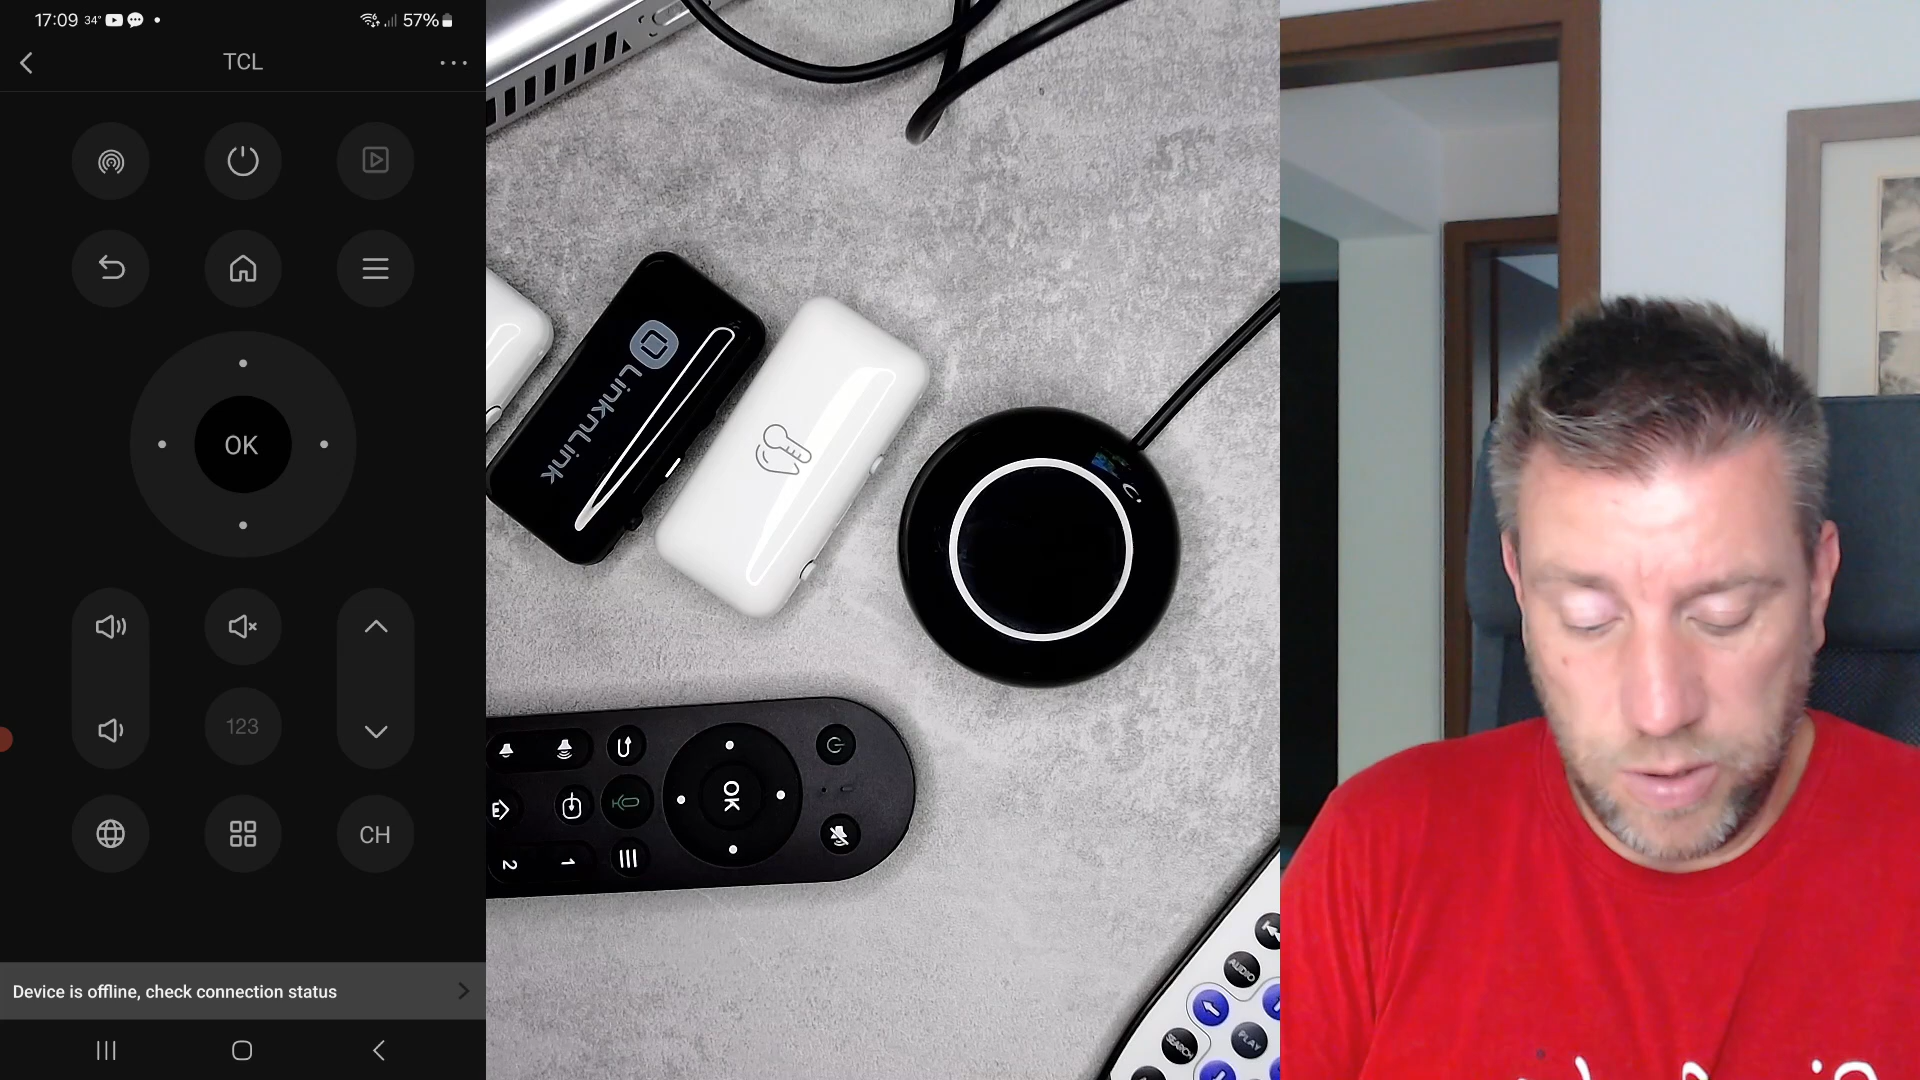 17:09 34° 57%
TCL
OK
123
CH
Device is offline, check connection status
LinknLink
OK
1
2
AUDIO
SEARCH
PLAY